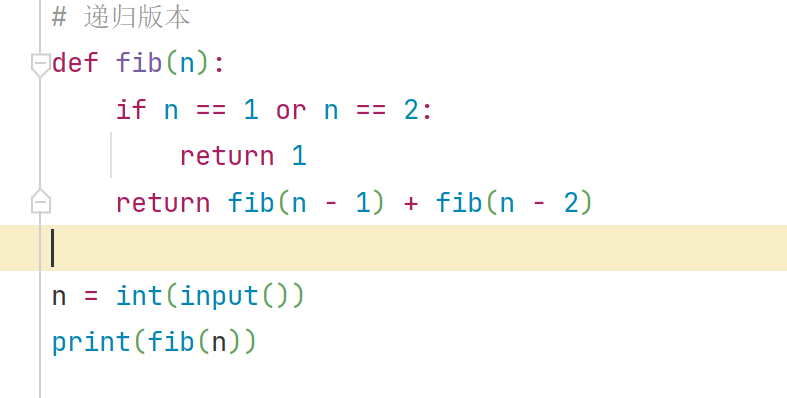 # 递归版本
def fib(n):
    if n == 1 or n == 2:
        return 1
    return fib(n - 1) + fib(n - 2)
n = int(input())
print(fib(n))